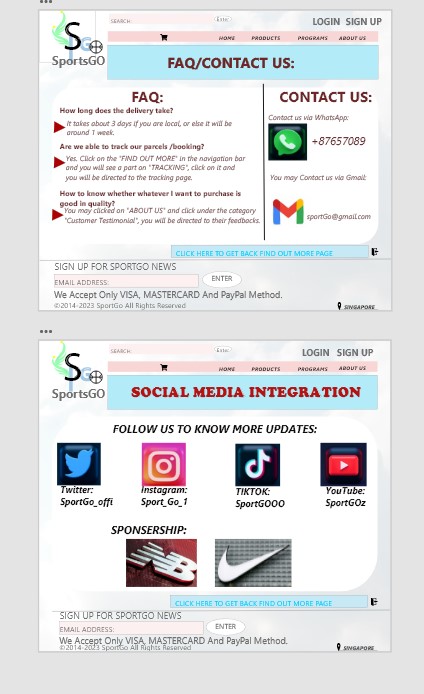 SEARCH:
Ente
LOGIN SIGN UP
SportsGO
HOME PRODUCTS PROGRAMS ABOUT US
FAQ/CONTACT US:
FAQ:
How long does the delivery take?
It takes about 3 days if you are local, or else it will be
around 1 week.
Are we able to track our parcels /booking?
Yes. Click on the "FIND OUT MORE" in the navigation bar
and you will see a part on "TRACKING", click on it and
you will be directed to the tracking page.
How to know whether whatever I want to purchase is
good in quality?
You may clicked on "ABOUT US" and click under the category
"Customer Testimonial", you will be directed to their feedbacks.
CONTACT US:
Contact us via WhatsApp:
+87657089
You may Contact us via Gmail:
sportGo@gmail.com
CLICK HERE TO GET BACK FIND OUT MORE PAGE
SIGN UP FOR SPORTGO NEWS
EMAIL ADDRESS:
ENTER
We Accept Only VISA, MASTERCARD And PayPal Method.
©2014-2023 SportGo All Rights Reserved
SINGAPORE
SEARCH:
Ente
LOGIN SIGN UP
SportsGO
HOME PRODUCTS PROGRAMS ABOUT US
SOCIAL MEDIA INTEGRATION
FOLLOW US TO KNOW MORE UPDATES:
Twitter:
SportGo_offi
Instagram:
Sport_Go_1
TIKTOK:
SportGOOO
YouTube:
SportGOz
SPONSERSHIP:
CLICK HERE TO GET BACK FIND OUT MORE PAGE
SIGN UP FOR SPORTGO NEWS
EMAIL ADDRESS:
ENTER
We Accept Only VISA, MASTERCARD And PayPal Method.
©2014-2023 SportGo All Rights Reserved
SINGAPORE